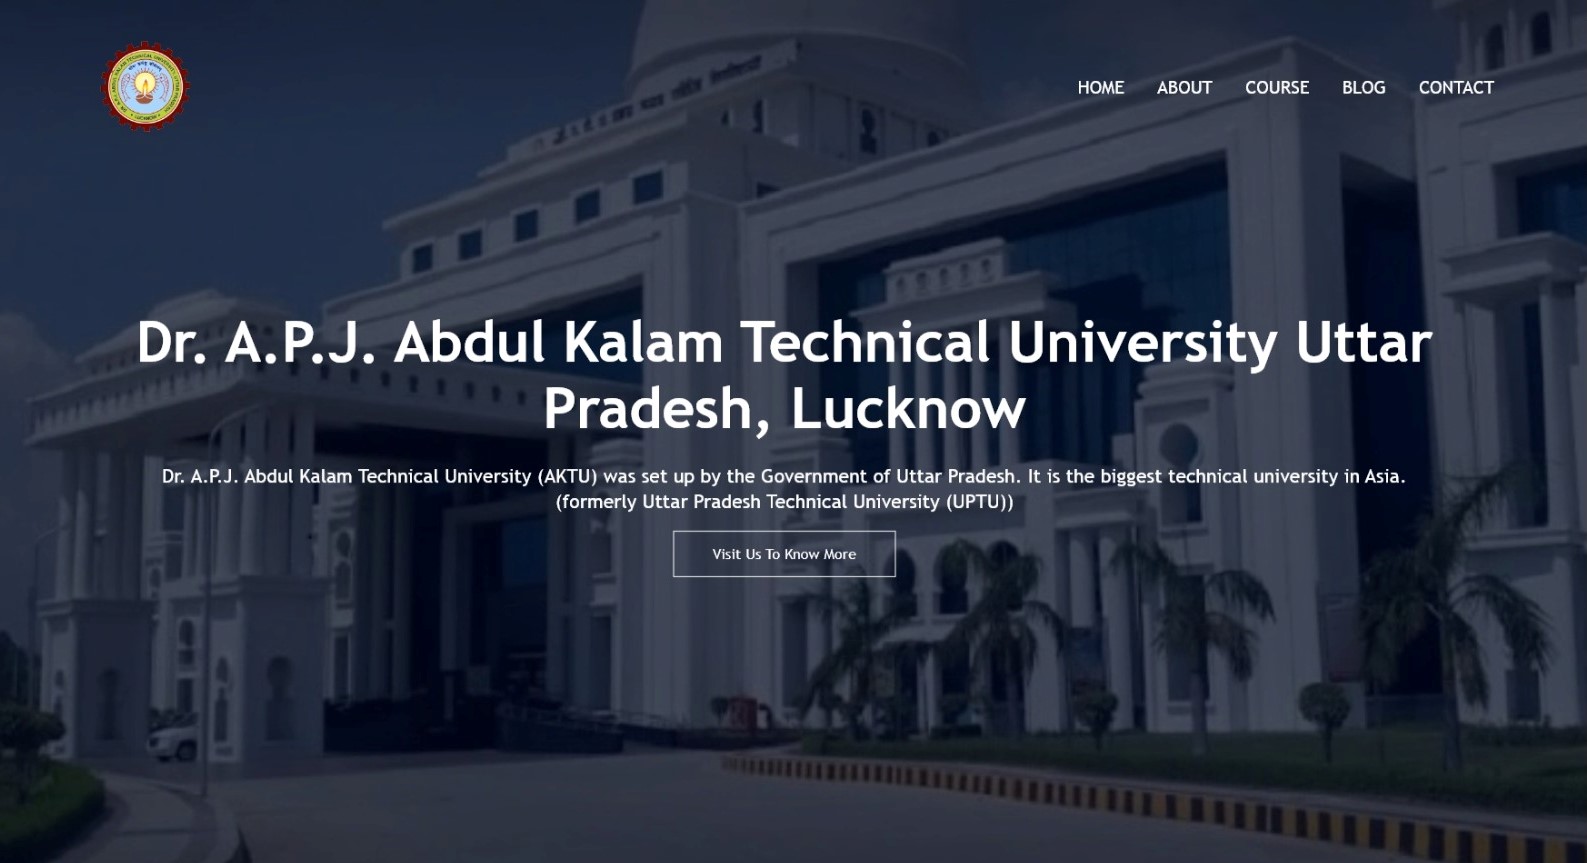 HOME ABOUT COURSE BLOG CONTACT
Dr. A.P.J. Abdul Kalam Technical University Uttar
Pradesh, Lucknow
Dr. A.P.J. Abdul Kalam Technical University (AKTU) was set up by the Government of Uttar Pradesh. It is the biggest technical university in Asia.
(formerly Uttar Pradesh Technical University (UPTU))
Visit Us To Know More